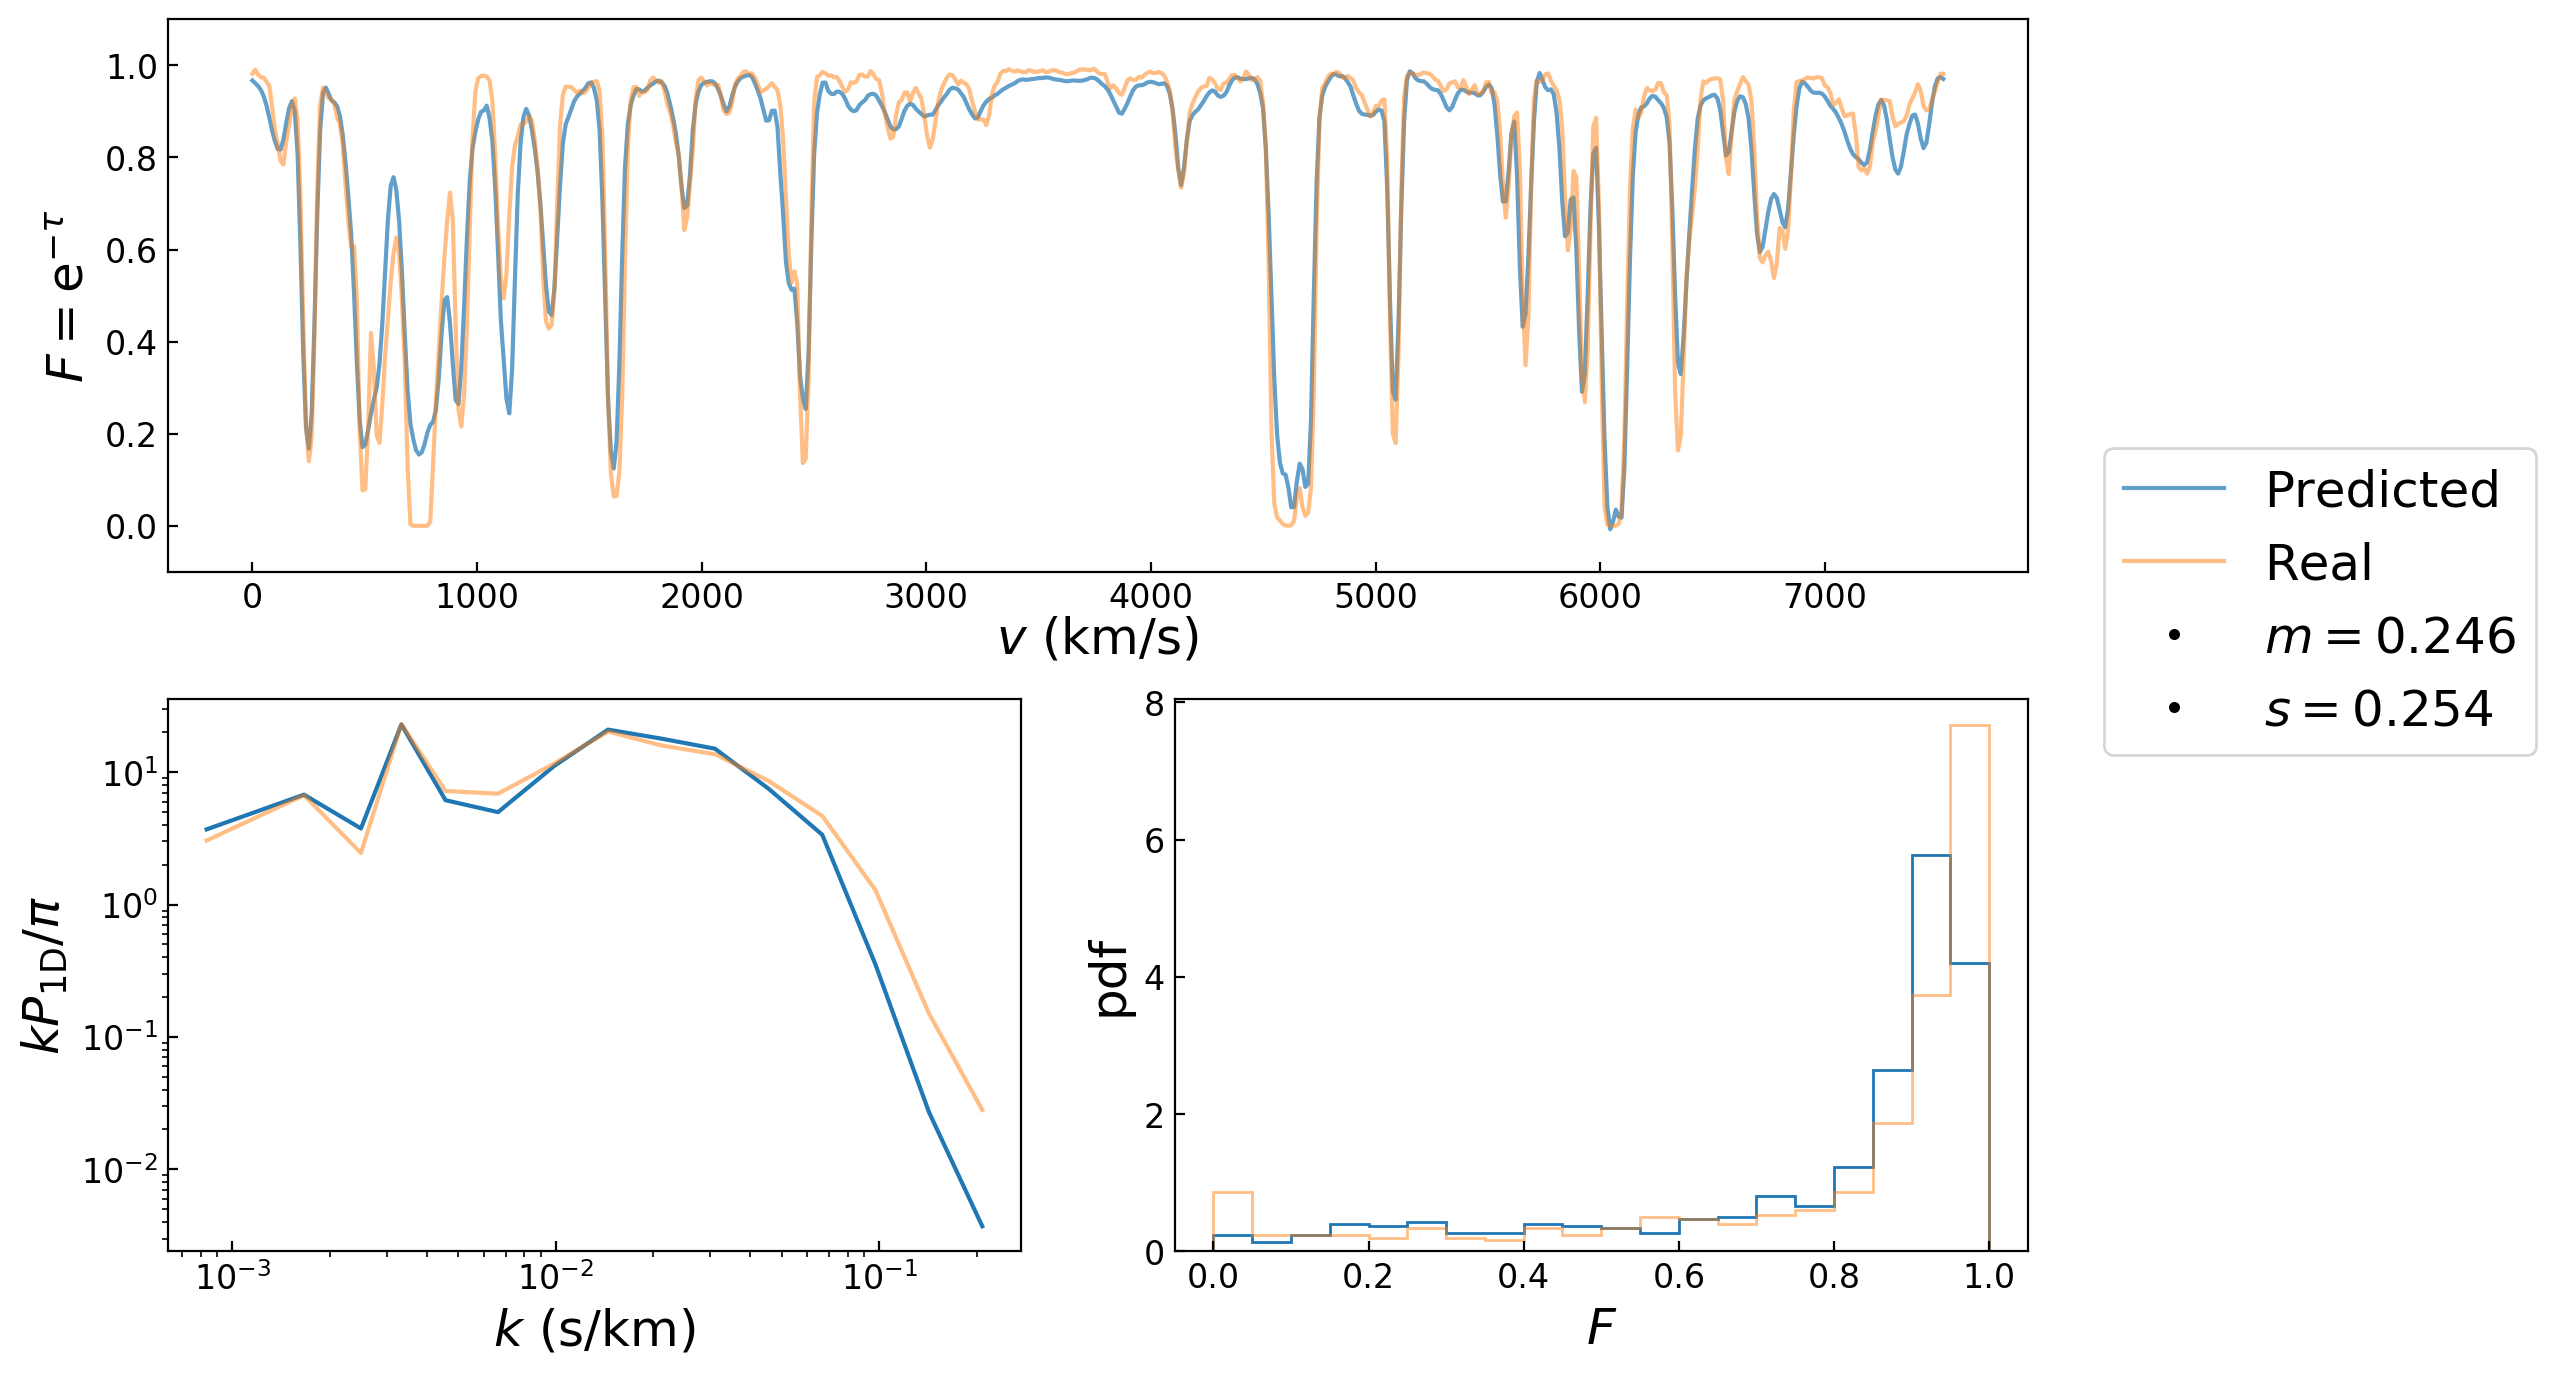 F = e^{−τ}
1.0
0.8
0.6
0.4
0.2
0.0
0 1000 2000 3000 4000 5000 6000 7000
v (km/s)
Predicted
Real
m = 0.246
s = 0.254
kP_{1D}/π
10^1
10^0
10^{−1}
10^{−2}
10^{−3} 10^{−2} 10^{−1}
k (s/km)
pdf
8
6
4
2
0
0.0 0.2 0.4 0.6 0.8 1.0
F